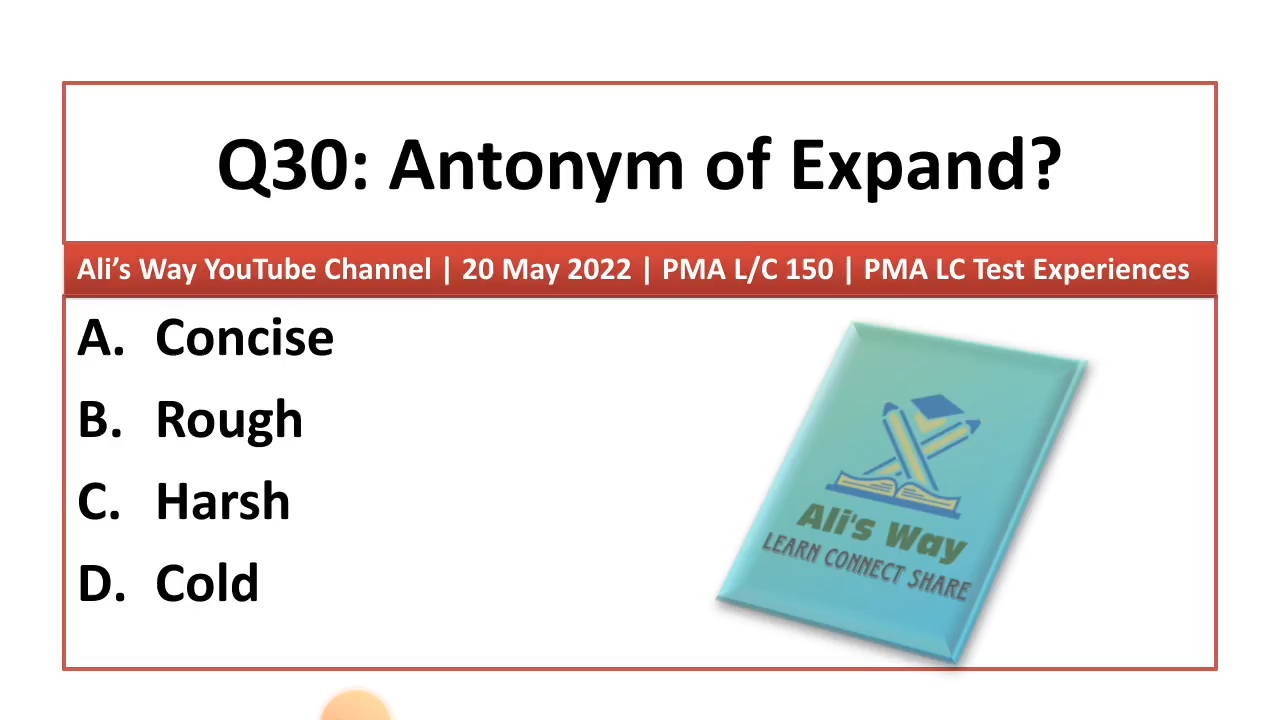 Q30: Antonym of Expand?
Ali’s Way YouTube Channel | 20 May 2022 | PMA L/C 150 | PMA LC Test Experiences
A. Concise
B. Rough
C. Harsh
D. Cold
Ali's Way
LEARN CONNECT SHARE